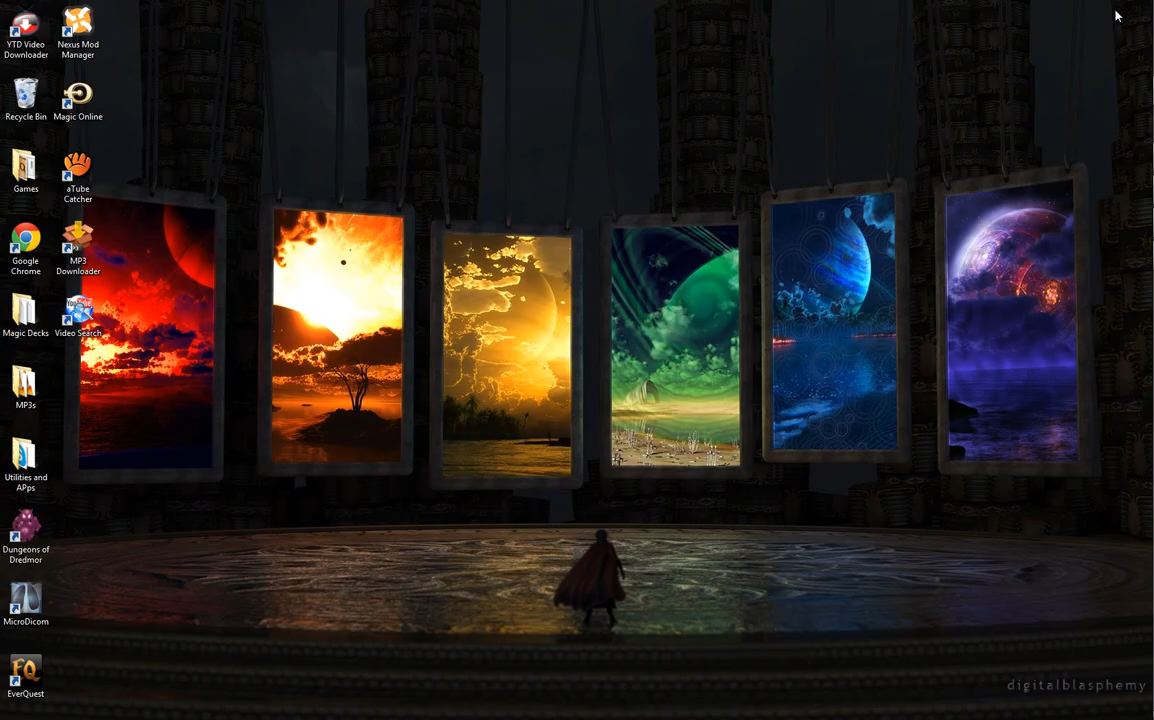 YTD Video
Downloader
Nexus Mod
Manager
Recycle Bin
Magic Online
Games
aTube
Catcher
Google
Chrome
MP3
Downloader
Magic Decks
Video Search
MP3s
Utilities and
APps
Dungeons of
Dredmor
MicroDicom
EQ
EverQuest
digitalblasphemy